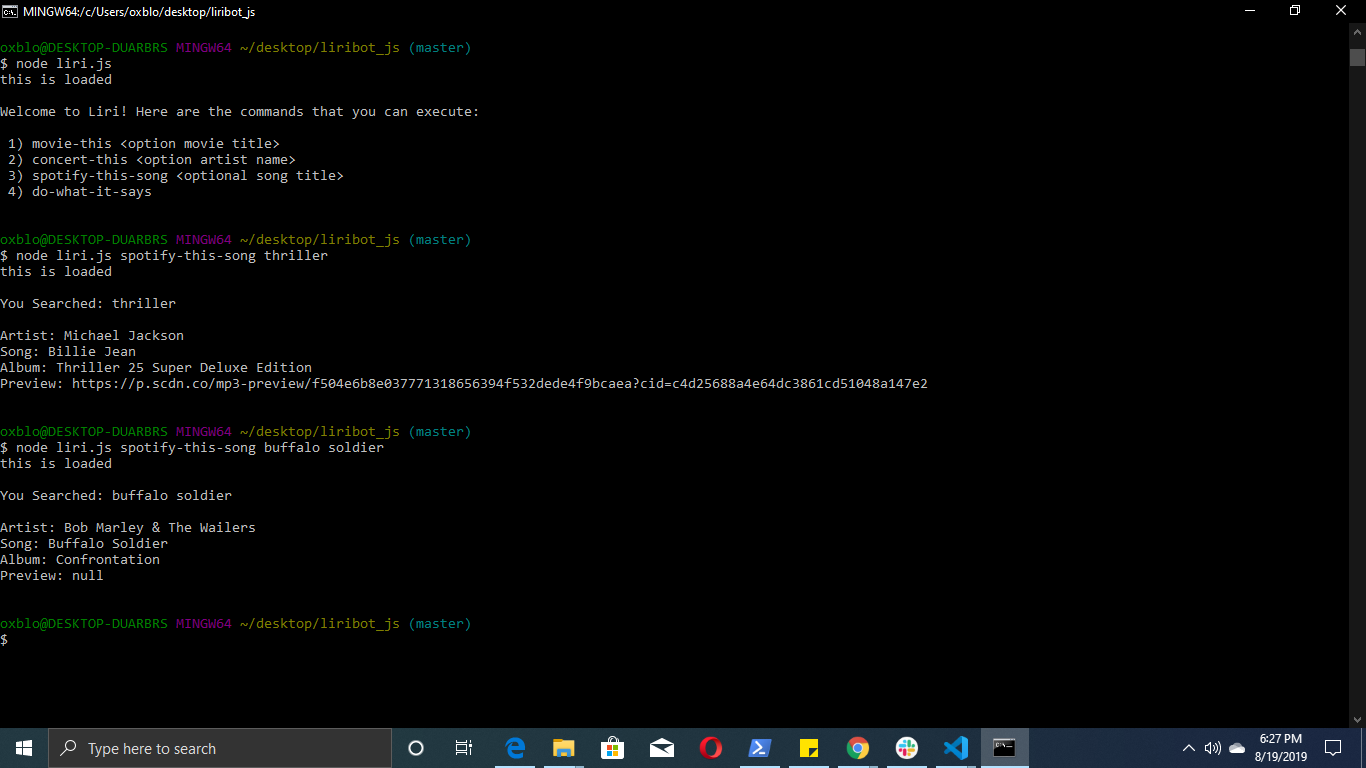 MINGW64:/c/Users/oxblo/desktop/liribot_js
oxblo@DESKTOP-DUARBRS MINGW64 ~/desktop/liribot_js (master)
$ node liri.js
this is loaded
Welcome to Liri! Here are the commands that you can execute:
1) movie-this <option movie title>
2) concert-this <option artist name>
3) spotify-this-song <optional song title>
4) do-what-it-says
oxblo@DESKTOP-DUARBRS MINGW64 ~/desktop/liribot_js (master)
$ node liri.js spotify-this-song thriller
this is loaded
You Searched: thriller
Artist: Michael Jackson
Song: Billie Jean
Album: Thriller 25 Super Deluxe Edition
Preview: https://p.scdn.co/mp3-preview/f504e6b8e037771318656394f532dede4f9bcaea?cid=c4d25688a4e64dc3861cd51048a147e2
oxblo@DESKTOP-DUARBRS MINGW64 ~/desktop/liribot_js (master)
$ node liri.js spotify-this-song buffalo soldier
this is loaded
You Searched: buffalo soldier
Artist: Bob Marley & The Wailers
Song: Buffalo Soldier
Album: Confrontation
Preview: null
oxblo@DESKTOP-DUARBRS MINGW64 ~/desktop/liribot_js (master)
$
Type here to search
6:27 PM
8/19/2019